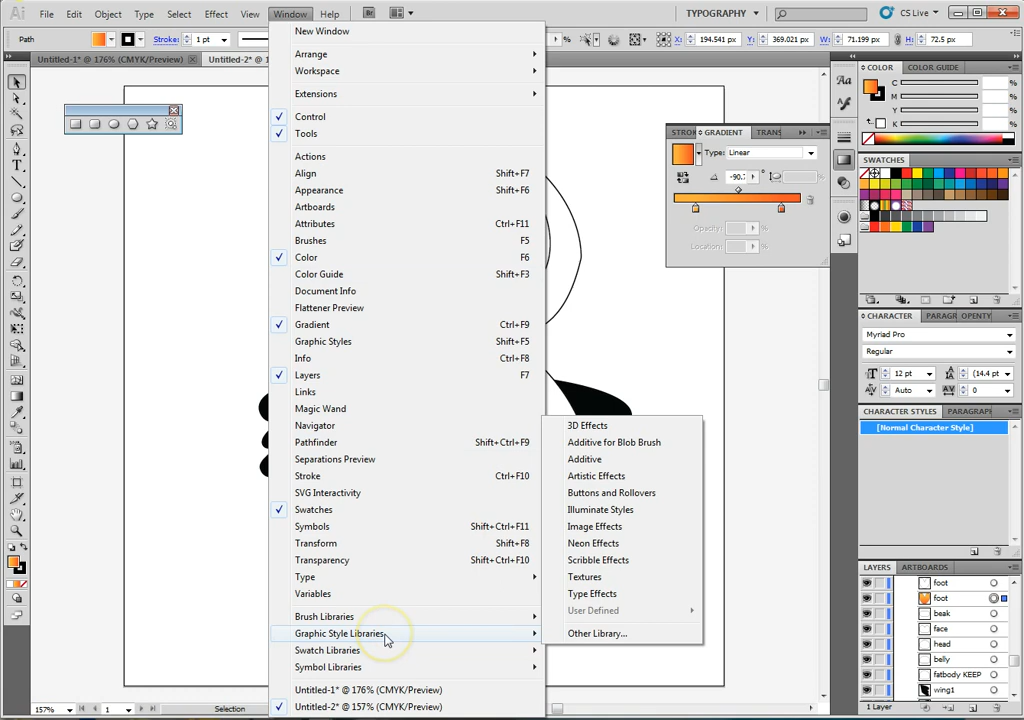 Ai File Edit Object Type Select Effect View Window Help Br TYPOGRAPHY CS Live
Path Stroke: 1 pt % X: 194.541 px Y: 369.021 px W: 71.199 px H: 72.5 px
Untitled-1* @ 176% (CMYK/Preview) Untitled-2* @ 1
New Window
Arrange
Workspace
Extensions
Control
Tools
Actions
Align Shift+F7
Appearance Shift+F6
Artboards
Attributes Ctrl+F11
Brushes F5
Color F6
Color Guide Shift+F3
Document Info
Flattener Preview
Gradient Ctrl+F9
Graphic Styles Shift+F5
Info Ctrl+F8
Layers F7
Links
Magic Wand
Navigator
Pathfinder Shift+Ctrl+F9
Separations Preview
Stroke Ctrl+F10
SVG Interactivity
Swatches
Symbols Shift+Ctrl+F11
Transform Shift+F8
Transparency Shift+Ctrl+F10
Type
Variables
Brush Libraries
Graphic Style Libraries
Swatch Libraries
Symbol Libraries
Untitled-1* @ 176% (CMYK/Preview)
Untitled-2* @ 157% (CMYK/Preview)
3D Effects
Additive for Blob Brush
Additive
Artistic Effects
Buttons and Rollovers
Illuminate Styles
Image Effects
Neon Effects
Scribble Effects
Textures
Type Effects
User Defined
Other Library...
STROK GRADIENT TRANS
Type: Linear
-90.
Opacity: %
Location: %
COLOR COLOR GUIDE
C %
M %
Y %
K %
SWATCHES
CHARACTER PARAGR OPENTY
Myriad Pro
Regular
12 pt (14.4 pt
Auto 0
CHARACTER STYLES PARAGRAPH
[Normal Character Style]
LAYERS ARTBOARDS
foot
foot
beak
face
head
belly
fatbody KEEP
wing1
1 Layer
157% 1 Selection